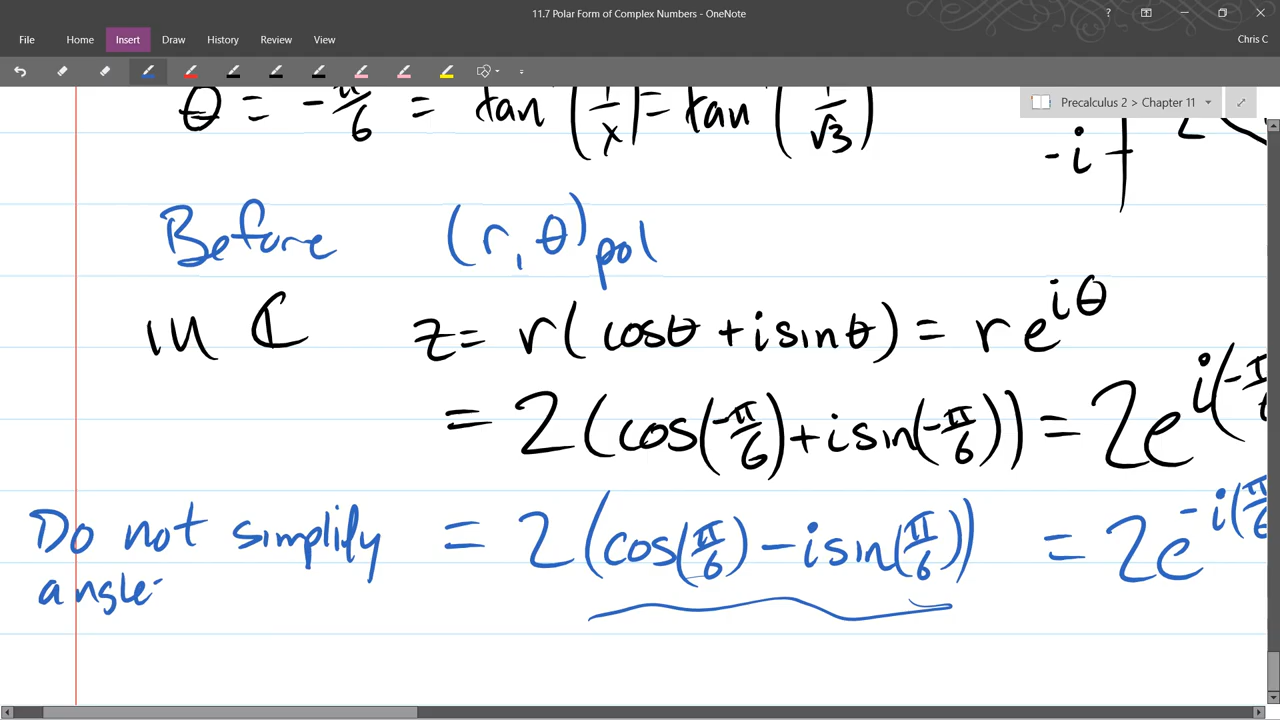 11.7 Polar Form of Complex Numbers - OneNote
File Home Insert Draw History Review View Chris C
Precalculus 2 > Chapter 11
θ = -π/6 = tan (1/x) = tan (1/√3)
-i 2
Before (r, θ)pol
in ℂ z = r(cosθ + i sinθ) = re^iθ
= 2(cos(-π/6) + i sin(-π/6)) = 2e^i(-π
Do not simplify = 2(cos(π/6) - i sin(π/6)) = 2e^-i(π/6
angle